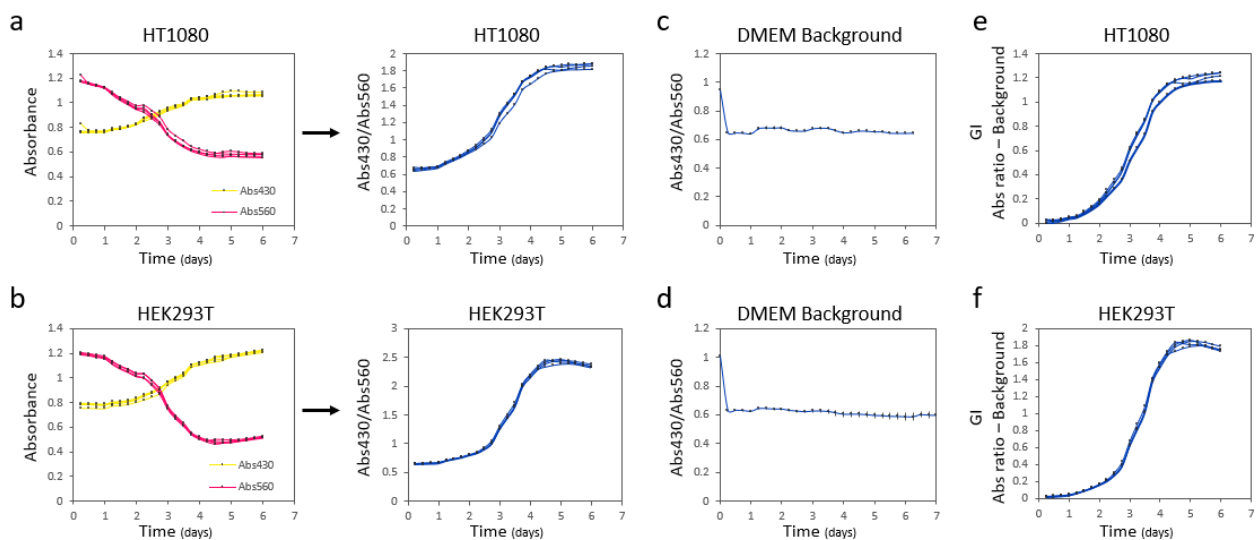 a
HT1080
Absorbance
1.4
1.2
1
0.8
0.6
0.4
0.2
0
Abs430
Abs560
0 1 2 3 4 5 6 7
Time (days)
HT1080
Abs430/Abs560
2
1.8
1.6
1.4
1.2
1
0.8
0.6
0.4
0.2
0
0 1 2 3 4 5 6 7
Time (days)
c
DMEM Background
Abs430/Abs560
1.2
1
0.8
0.6
0.4
0.2
0
0 1 2 3 4 5 6 7
Time (days)
e
HT1080
GI
Abs ratio – Background
1.4
1.2
1
0.8
0.6
0.4
0.2
0
0 1 2 3 4 5 6 7
Time (days)
b
HEK293T
Absorbance
1.4
1.2
1
0.8
0.6
0.4
0.2
0
Abs430
Abs560
0 1 2 3 4 5 6 7
Time (days)
HEK293T
Abs430/Abs560
3
2.5
2
1.5
1
0.5
0
0 1 2 3 4 5 6 7
Time (days)
d
DMEM Background
Abs430/Abs560
1.2
1
0.8
0.6
0.4
0.2
0
0 1 2 3 4 5 6 7
Time (days)
f
HEK293T
GI
Abs ratio – Background
2
1.8
1.6
1.4
1.2
1
0.8
0.6
0.4
0.2
0
0 1 2 3 4 5 6 7
Time (days)